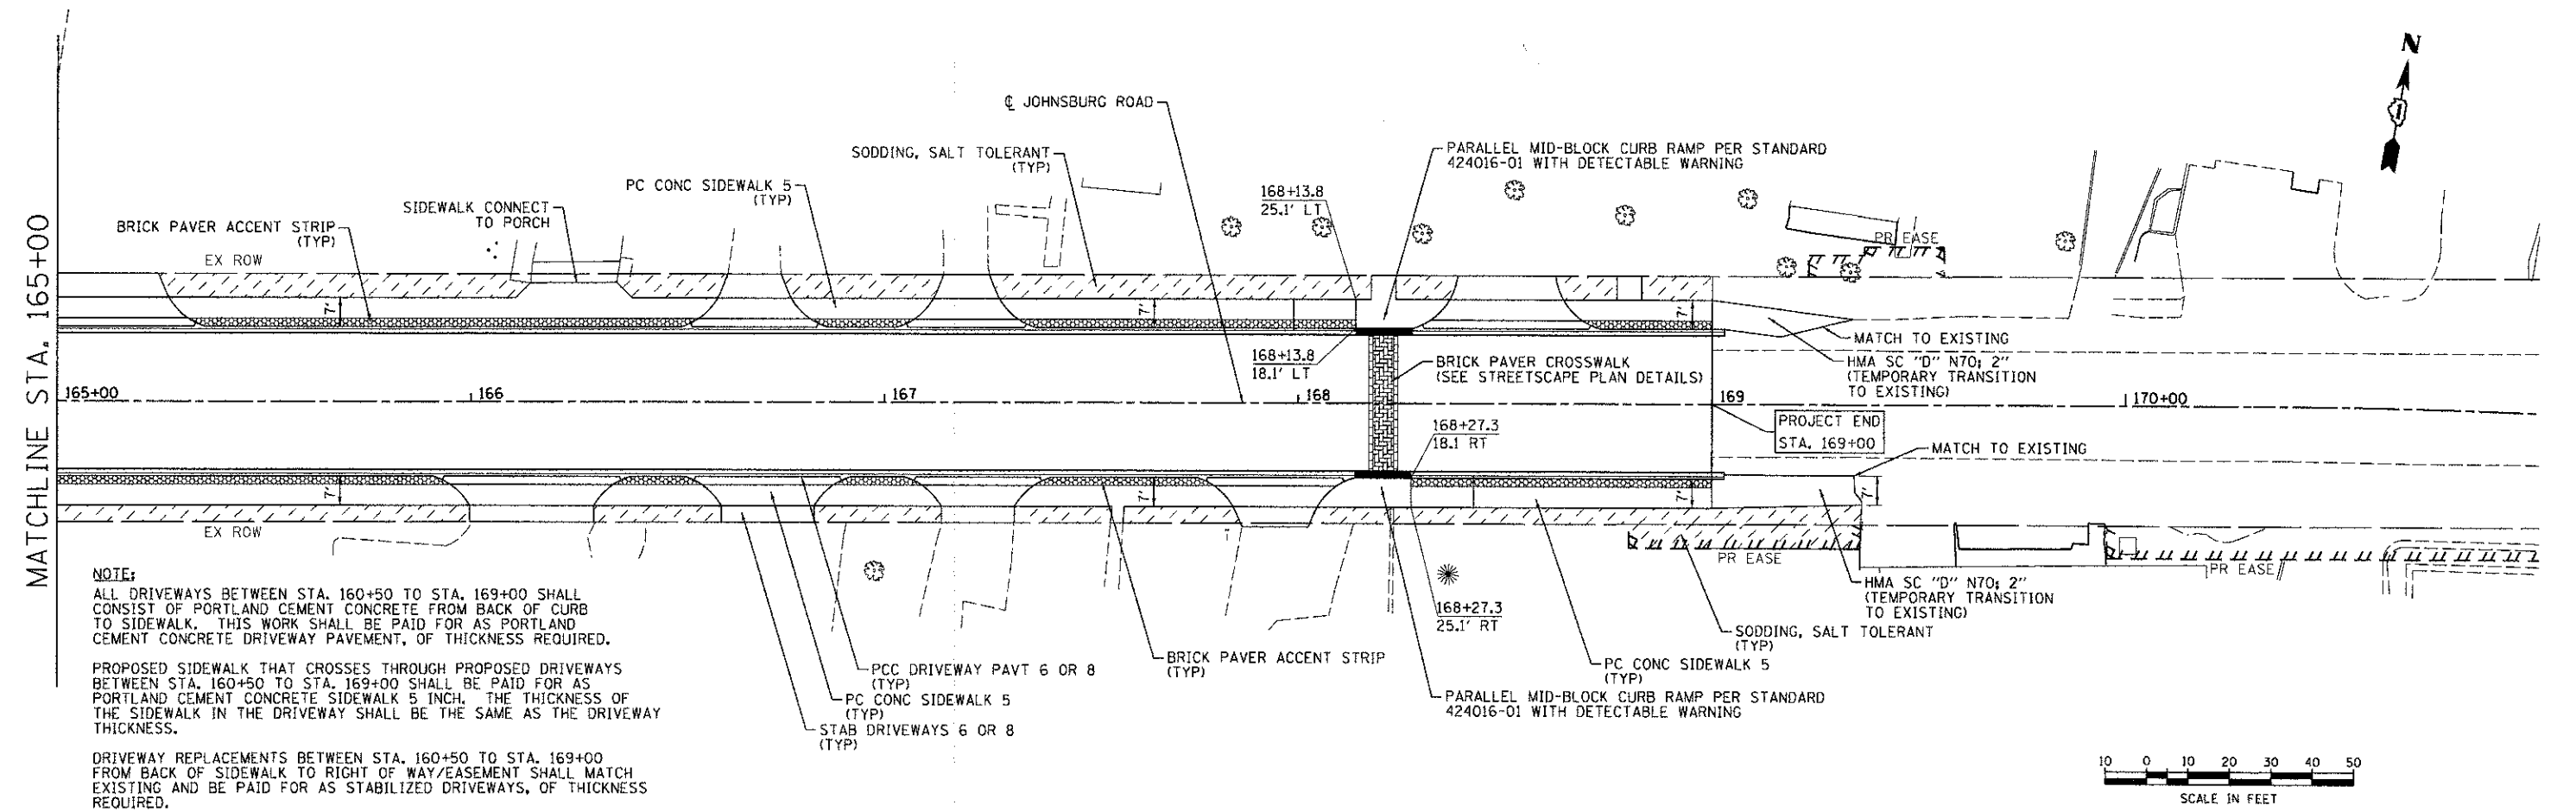 N
℄ JOHNSBURG ROAD
SODDING, SALT TOLERANT
(TYP)
PARALLEL MID-BLOCK CURB RAMP PER STANDARD
424016-01 WITH DETECTABLE WARNING
PC CONC SIDEWALK 5
(TYP)
168+13.8
25.1' LT
SIDEWALK CONNECT
TO PORCH
BRICK PAVER ACCENT STRIP
(TYP)
EX ROW
PR EASE
MATCHLINE STA. 165+00
7'
7'
7'
MATCH TO EXISTING
168+13.8
18.1' LT
BRICK PAVER CROSSWALK
(SEE STREETSCAPE PLAN DETAILS)
HMA SC "D" N70; 2"
(TEMPORARY TRANSITION
TO EXISTING)
165+00
166
167
168
169
170+00
PROJECT END
STA. 169+00
168+27.3
18.1 RT
MATCH TO EXISTING
7'
7'
7'
7'
EX ROW
PR EASE
PR EASE
NOTE:
ALL DRIVEWAYS BETWEEN STA. 160+50 TO STA. 169+00 SHALL
CONSIST OF PORTLAND CEMENT CONCRETE FROM BACK OF CURB
TO SIDEWALK. THIS WORK SHALL BE PAID FOR AS PORTLAND
CEMENT CONCRETE DRIVEWAY PAVEMENT, OF THICKNESS REQUIRED.
PROPOSED SIDEWALK THAT CROSSES THROUGH PROPOSED DRIVEWAYS
BETWEEN STA. 160+50 TO STA. 169+00 SHALL BE PAID FOR AS
PORTLAND CEMENT CONCRETE SIDEWALK 5 INCH. THE THICKNESS OF
THE SIDEWALK IN THE DRIVEWAY SHALL BE THE SAME AS THE DRIVEWAY
THICKNESS.
DRIVEWAY REPLACEMENTS BETWEEN STA. 160+50 TO STA. 169+00
FROM BACK OF SIDEWALK TO RIGHT OF WAY/EASEMENT SHALL MATCH
EXISTING AND BE PAID FOR AS STABILIZED DRIVEWAYS, OF THICKNESS
REQUIRED.
HMA SC "D" N70; 2"
(TEMPORARY TRANSITION
TO EXISTING)
168+27.3
25.1' RT
SODDING, SALT TOLERANT
(TYP)
BRICK PAVER ACCENT STRIP
(TYP)
PC CONC SIDEWALK 5
(TYP)
PCC DRIVEWAY PAVT 6 OR 8
(TYP)
PC CONC SIDEWALK 5
(TYP)
PARALLEL MID-BLOCK CURB RAMP PER STANDARD
424016-01 WITH DETECTABLE WARNING
STAB DRIVEWAYS 6 OR 8
(TYP)
10 0 10 20 30 40 50
SCALE IN FEET